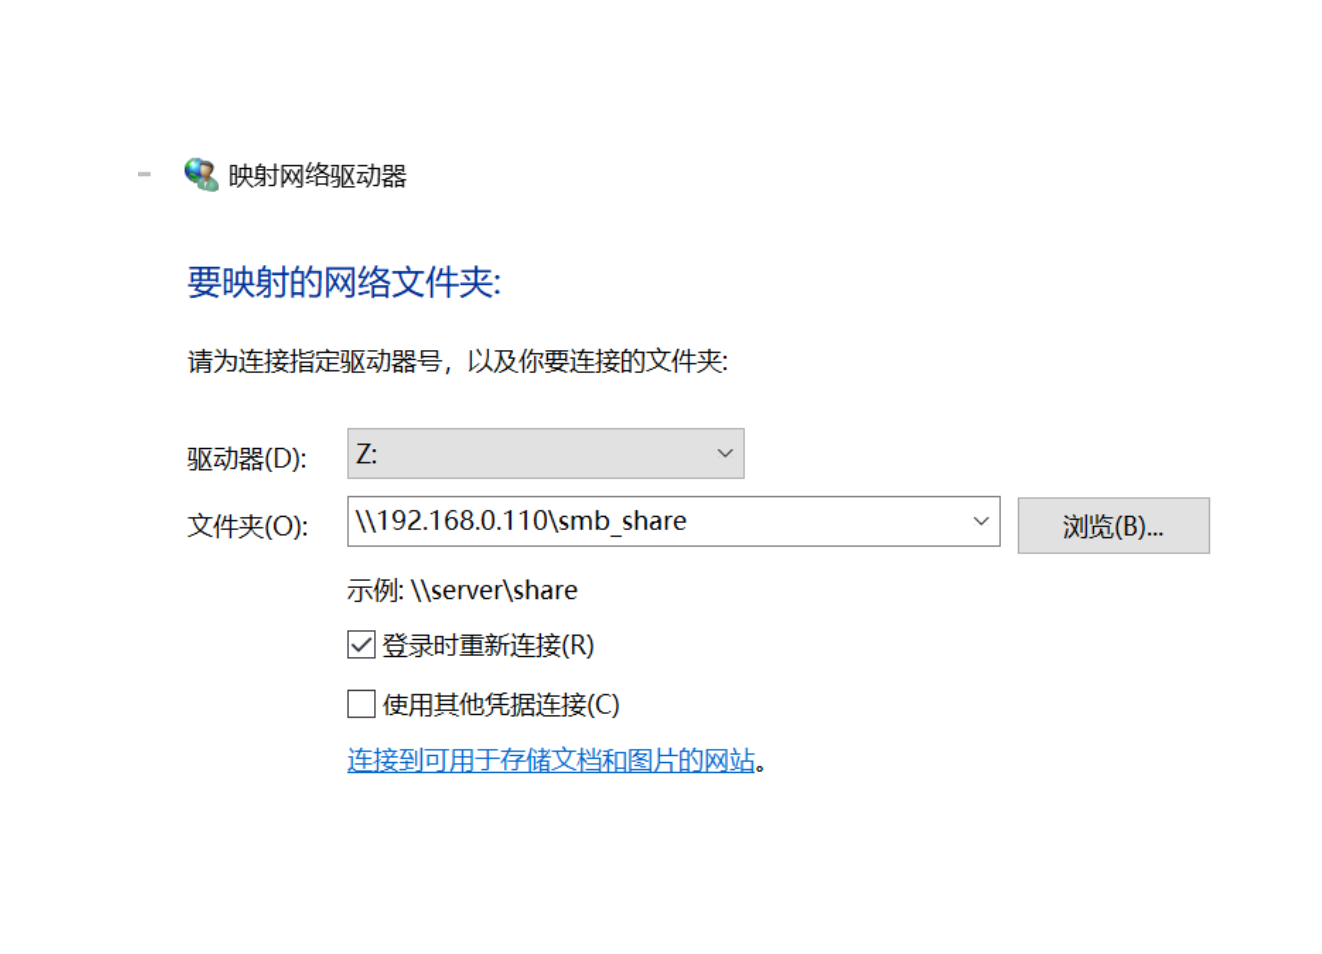 映射网络驱动器
要映射的网络文件夹:
请为连接指定驱动器号，以及你要连接的文件夹:
驱动器(D): Z:
文件夹(O): \\192.168.0.110\smb_share 浏览(B)...
示例: \\server\share
登录时重新连接(R)
使用其他凭据连接(C)
连接到可用于存储文档和图片的网站。